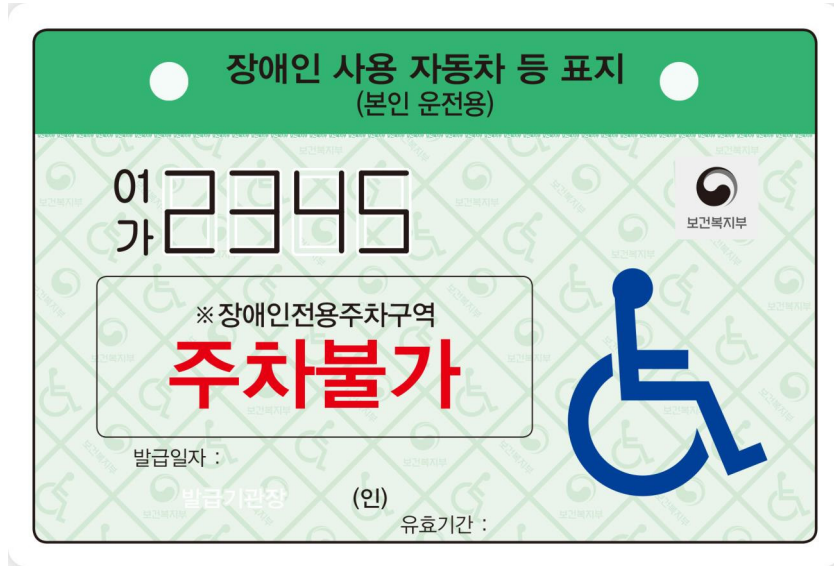 장애인 사용 자동차 등 표지
(본인 운전용)
01
가 2345
보건복지부
※장애인전용주차구역
주차불가
발급일자 :
발급기관장 (인)
유효기간 :